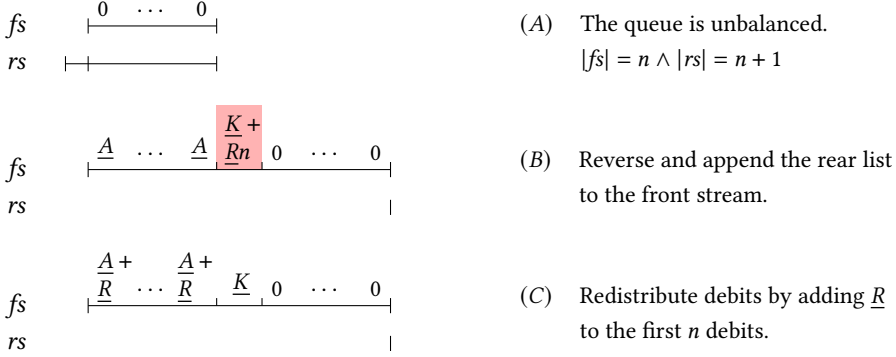 fs 0 ··· 0 (A) The queue is unbalanced.
rs |fs| = n ∧ |rs| = n + 1
K +
fs A ··· A Rn 0 ··· 0 (B) Reverse and append the rear list
rs to the front stream.
A + A +
fs R ··· R K 0 ··· 0 (C) Redistribute debits by adding R
rs to the first n debits.